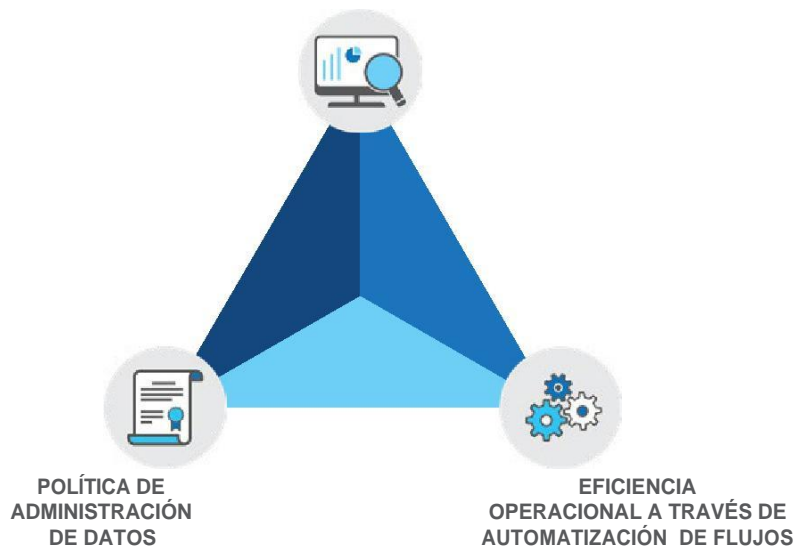 POLÍTICA DE
ADMINISTRACIÓN
DE DATOS
EFICIENCIA
OPERACIONAL A TRAVÉS DE
AUTOMATIZACIÓN DE FLUJOS